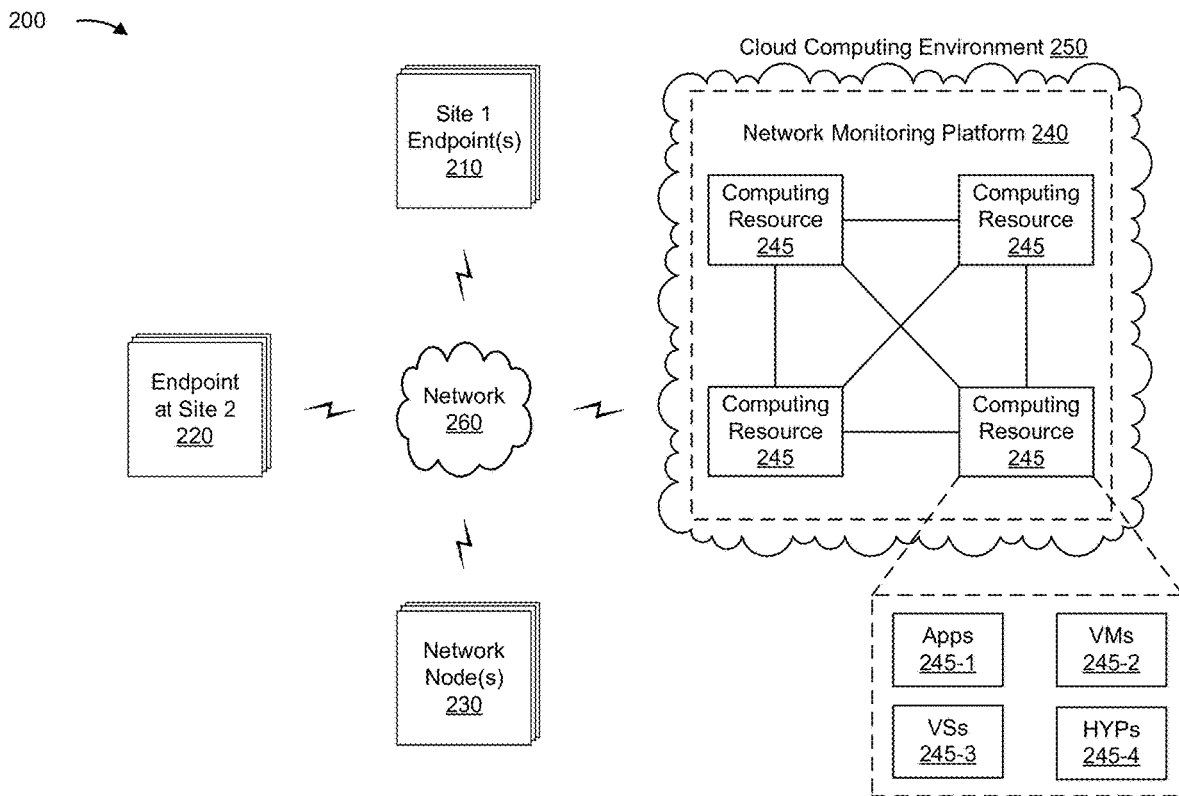 200
Cloud Computing Environment 250
Site 1
Endpoint(s)
210
Network Monitoring Platform 240
Computing
Resource
245
Computing
Resource
245
Endpoint
at Site 2
220
Network
260
Computing
Resource
245
Computing
Resource
245
Network
Node(s)
230
Apps
245-1
VMs
245-2
VSs
245-3
HYPs
245-4